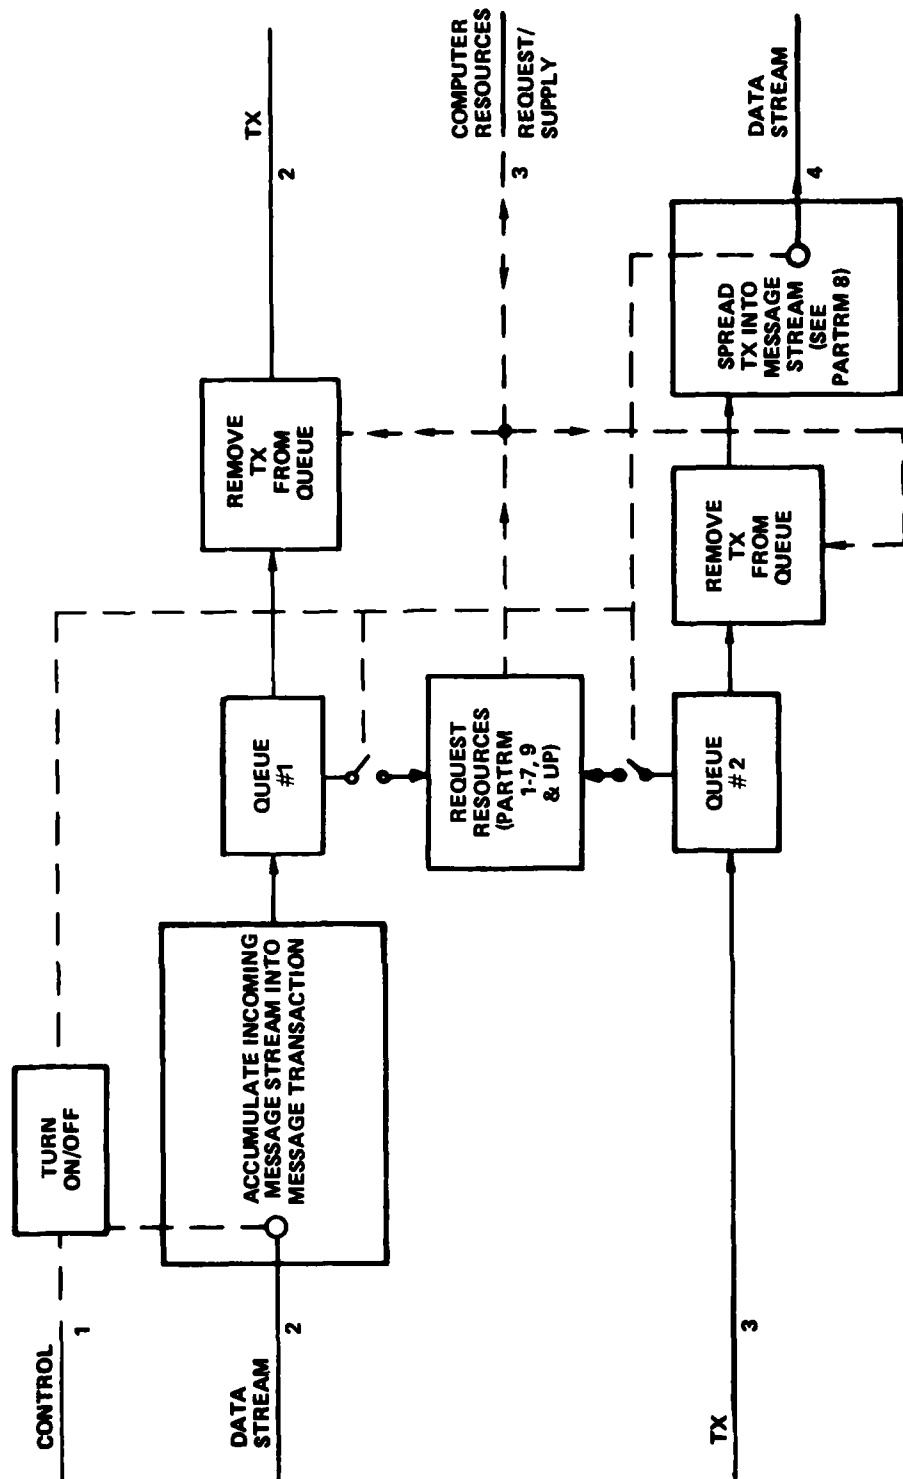 CONTROL
1
TURN
ON/OFF
DATA
STREAM
2
ACCUMULATE INCOMING
MESSAGE STREAM INTO
MESSAGE TRANSACTION
QUEUE
#1
REMOVE
TX
FROM
QUEUE
TX
2
REQUEST
RESOURCES
(PARTRM
1-7, 9
& UP)
COMPUTER
RESOURCES
REQUEST/
SUPPLY
3
TX
3
QUEUE
#2
REMOVE
TX
FROM
QUEUE
SPREAD
TX INTO
MESSAGE
STREAM
(SEE
PARTRM 8)
DATA
STREAM
4